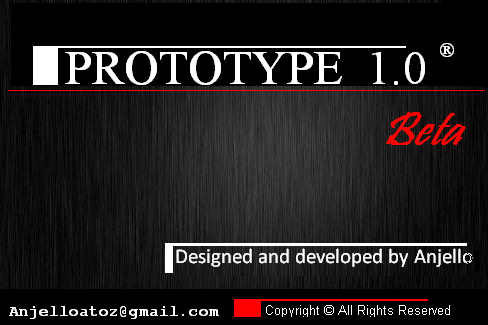 PROTOTYPE 1.0 ®
Beta
Designed and developed by Anjello
Anjelloatoz@gmail.com
Copyright © All Rights Reserved